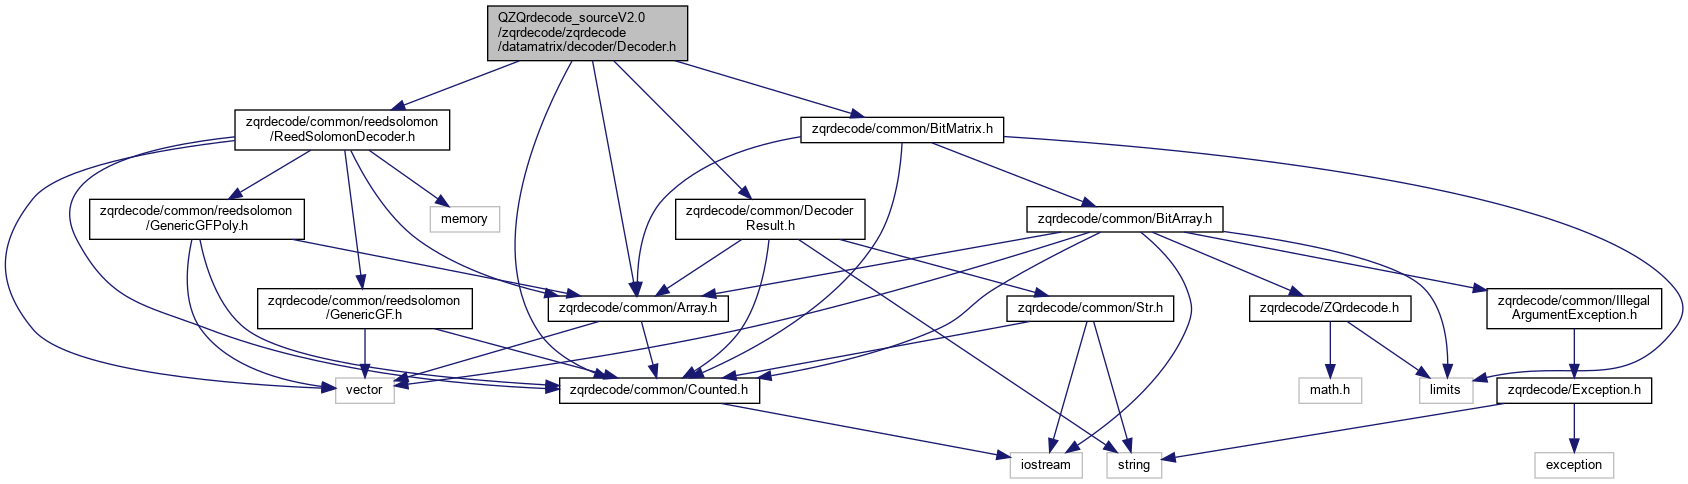 QZQrdecode_sourceV2.0
/zqrdecode/zqrdecode
/datamatrix/decoder/Decoder.h
zqrdecode/common/reedsolomon
/ReedSolomonDecoder.h
zqrdecode/common/BitMatrix.h
zqrdecode/common/reedsolomon
/GenericGFPoly.h
memory
zqrdecode/common/Decoder
Result.h
zqrdecode/common/BitArray.h
zqrdecode/common/reedsolomon
/GenericGF.h
zqrdecode/common/Array.h
zqrdecode/common/Str.h
zqrdecode/ZQrdecode.h
zqrdecode/common/Illegal
ArgumentException.h
vector
zqrdecode/common/Counted.h
math.h
limits
zqrdecode/Exception.h
iostream
string
exception